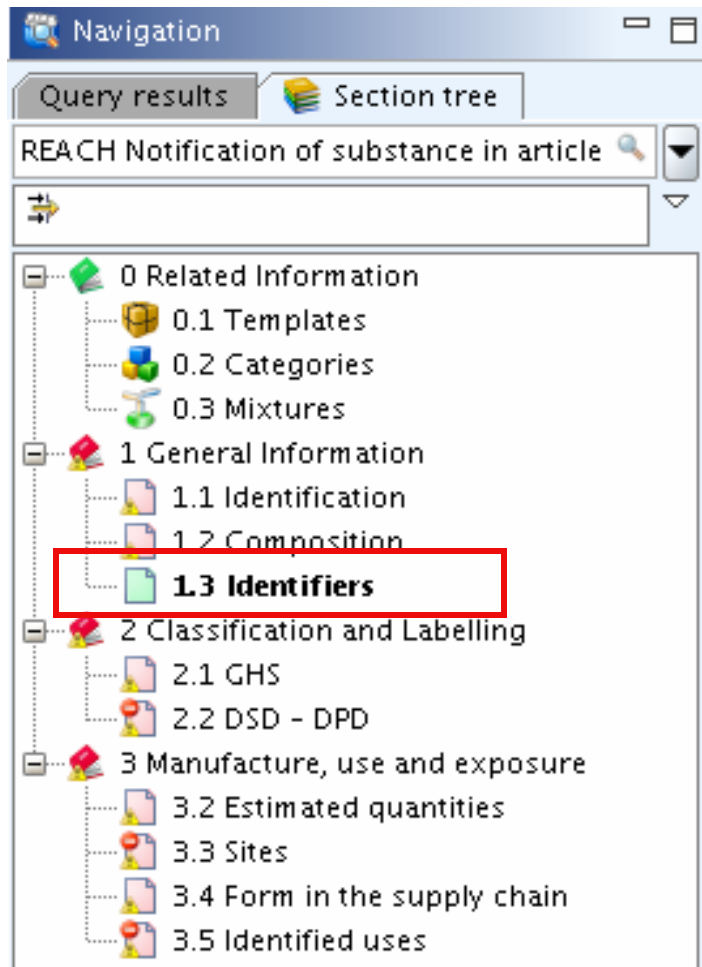 Navigation
Query results Section tree
REACH Notification of substance in article
0 Related Information
0.1 Templates
0.2 Categories
0.3 Mixtures
1 General Information
1.1 Identification
1.2 Composition
1.3 Identifiers
2 Classification and Labelling
2.1 GHS
2.2 DSD – DPD
3 Manufacture, use and exposure
3.2 Estimated quantities
3.3 Sites
3.4 Form in the supply chain
3.5 Identified uses